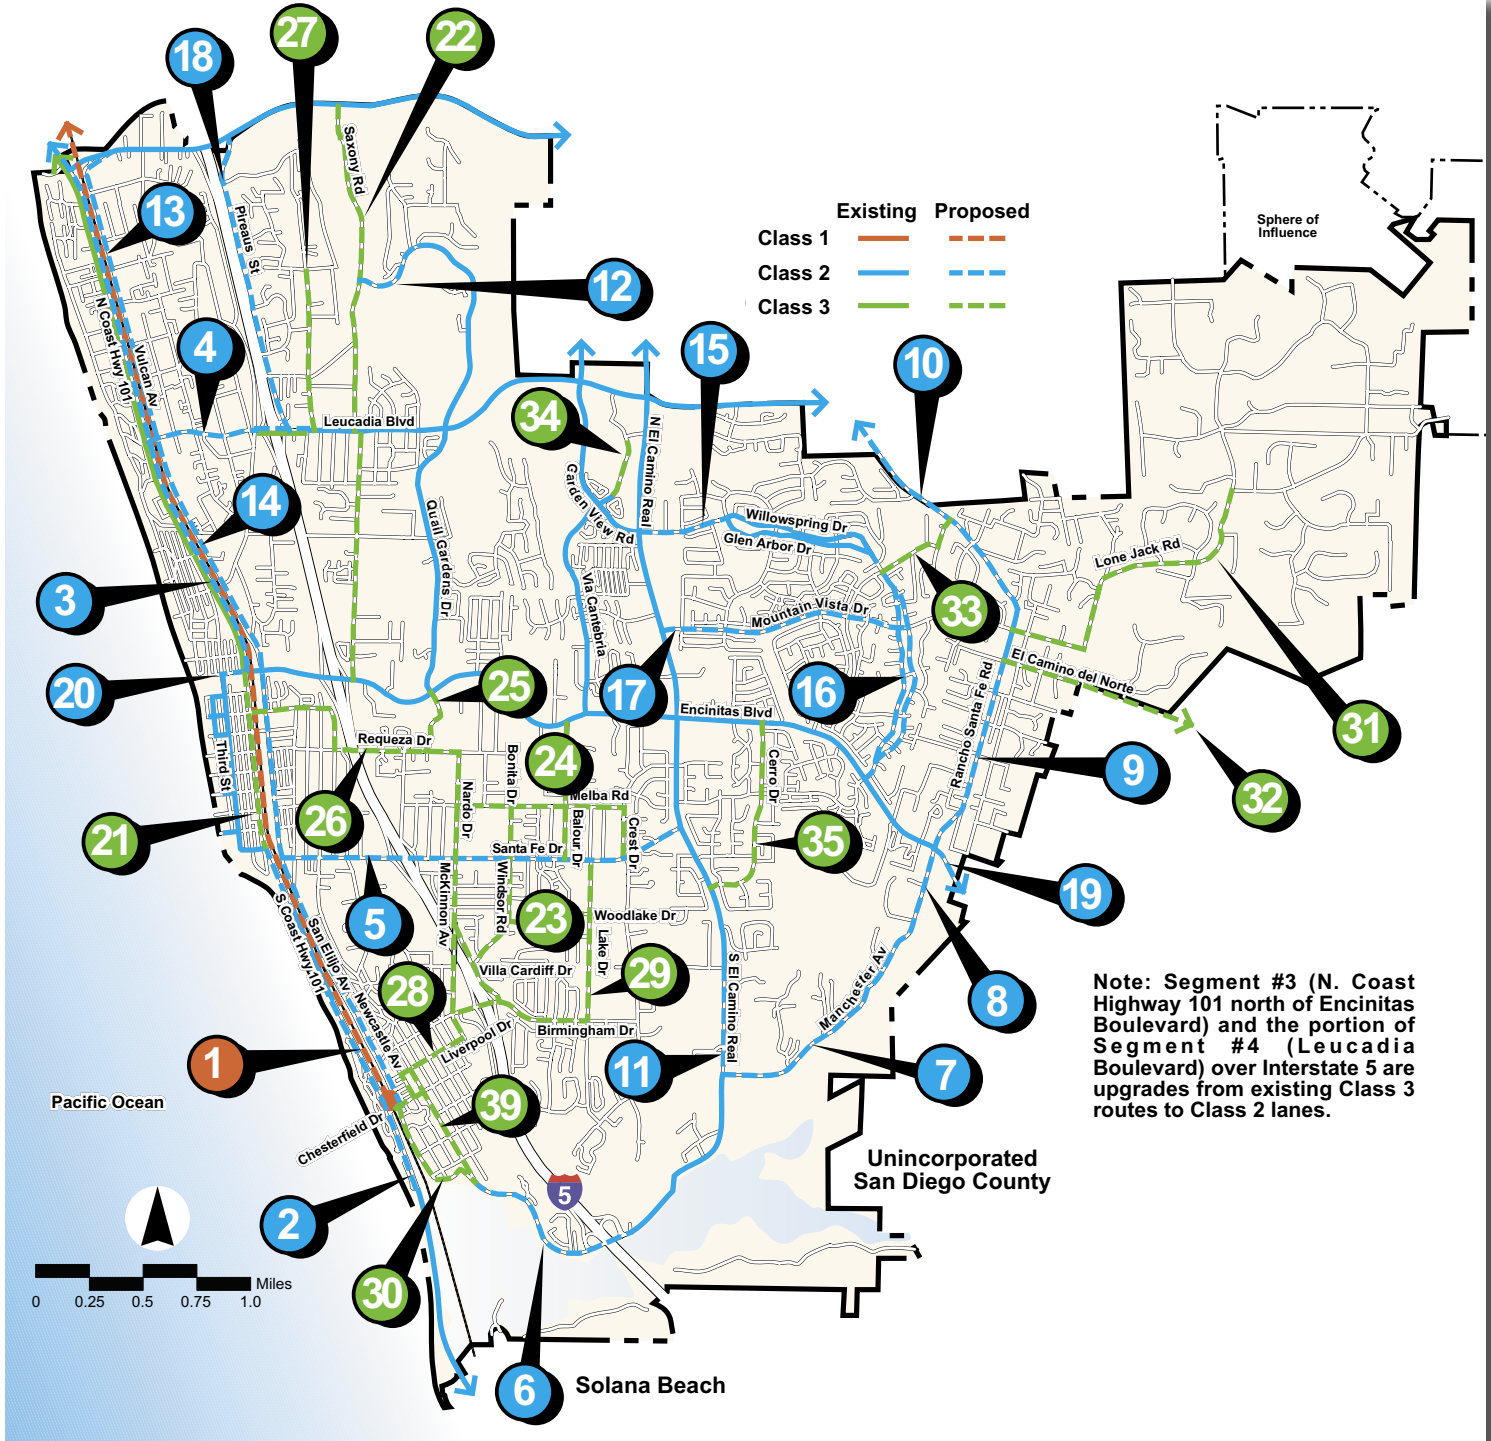 27
22
18
Saxony Rd
13
Pireaus St
Existing Proposed
Class 1
Class 2
Class 3
Sphere of
Influence
12
N Coast Hwy 101
Vulcan Av
4
15
10
34
Leucadia Blvd
N El Camino Real
Garden View Rd
14
Quail Gardens Dr
Willowspring Dr
Glen Arbor Dr
Lone Jack Rd
3
Via Cantebria
Mountain Vista Dr
33
El Camino del Norte
20
25
17
16
Encinitas Blvd
Rancho Santa Fe Rd
31
Third St
Requeza Dr
Bonita Dr
24
Cerro Dr
9
32
26
Nardo Dr
Melba Rd
Balour Dr
Crest Dr
21
35
Santa Fe Dr
McKinnon Av
Windsor Rd
19
5
23
Woodlake Dr
Lake Dr
S Coast Hwy 101
San Elijo Av
Newcastle Av
Villa Cardiff Dr
29
S El Camino Real
Manchester Av
8
28
Liverpool Dr
Birmingham Dr
Note: Segment #3 (N. Coast
Highway 101 north of Encinitas
Boulevard) and the portion of
Segment #4 (Leucadia
Boulevard) over Interstate 5 are
upgrades from existing Class 3
routes to Class 2 lanes.
1
11
7
Pacific Ocean
39
Chesterfield Dr
Unincorporated
San Diego County
5
2
30
Miles
0 0.25 0.5 0.75 1.0
6
Solana Beach